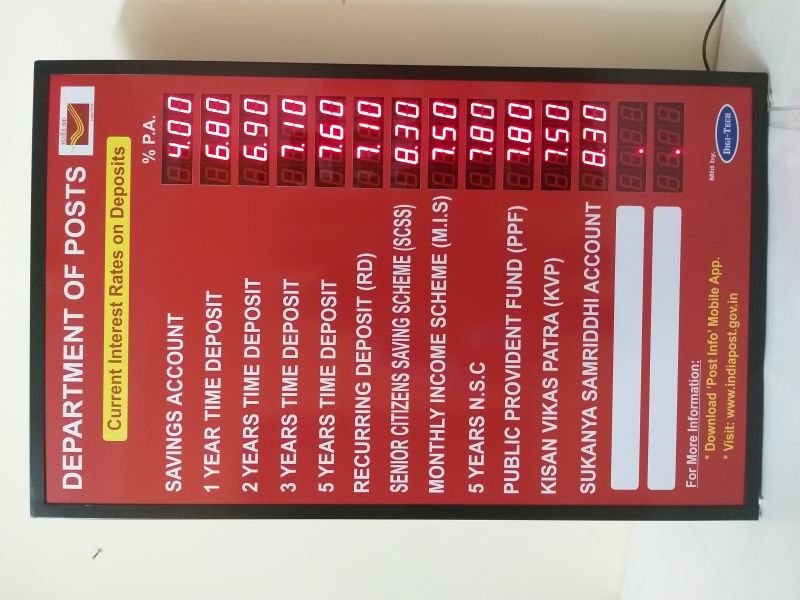 DEPARTMENT OF POSTS
Current Interest Rates on Deposits
% P.A.
SAVINGS ACCOUNT 4.00
1 YEAR TIME DEPOSIT 6.80
2 YEARS TIME DEPOSIT 6.90
3 YEARS TIME DEPOSIT 7.10
5 YEARS TIME DEPOSIT 7.60
RECURRING DEPOSIT (RD) 7.10
SENIOR CITIZENS SAVING SCHEME (SCSS) 8.30
MONTHLY INCOME SCHEME (M.I.S) 7.50
5 YEARS N.S.C 7.80
PUBLIC PROVIDENT FUND (PPF) 7.80
KISAN VIKAS PATRA (KVP) 7.50
SUKANYA SAMRIDDHI ACCOUNT 8.30
For More Information:
* Download 'Post Info' Mobile App.
* Visit: www.indiapost.gov.in
Mfd by. DIGI-TECH